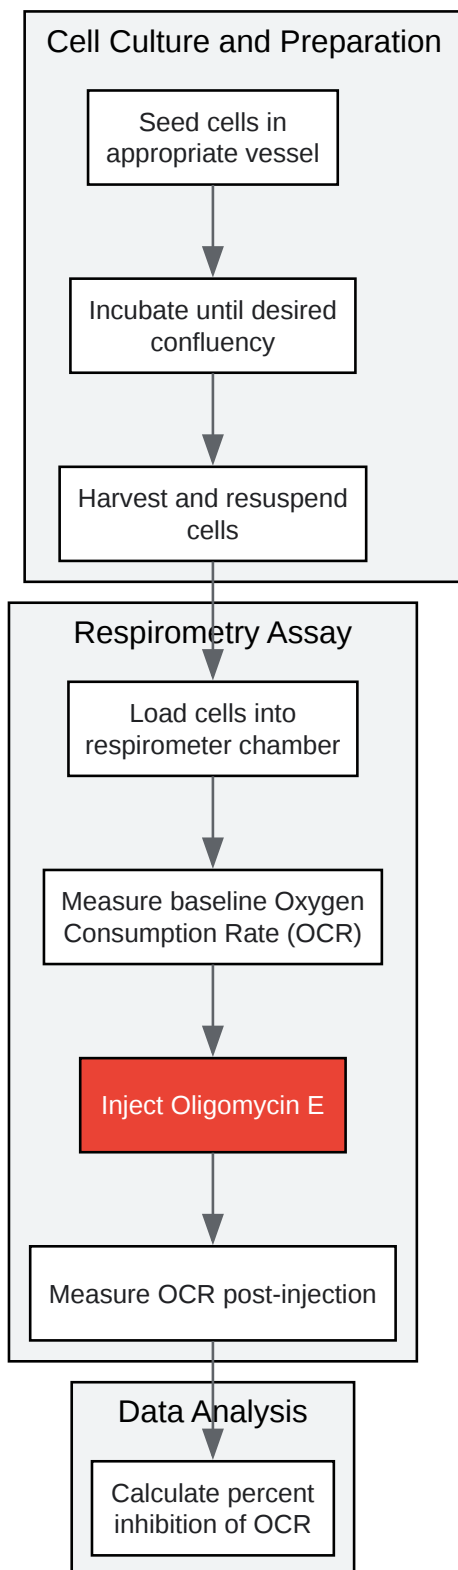 Cell Culture and Preparation
Seed cells in
appropriate vessel
Incubate until desired
confluency
Harvest and resuspend
cells
Respirometry Assay
Load cells into
respirometer chamber
Measure baseline Oxygen
Consumption Rate (OCR)
Inject Oligomycin E
Measure OCR post-injection
Data Analysis
Calculate percent
inhibition of OCR